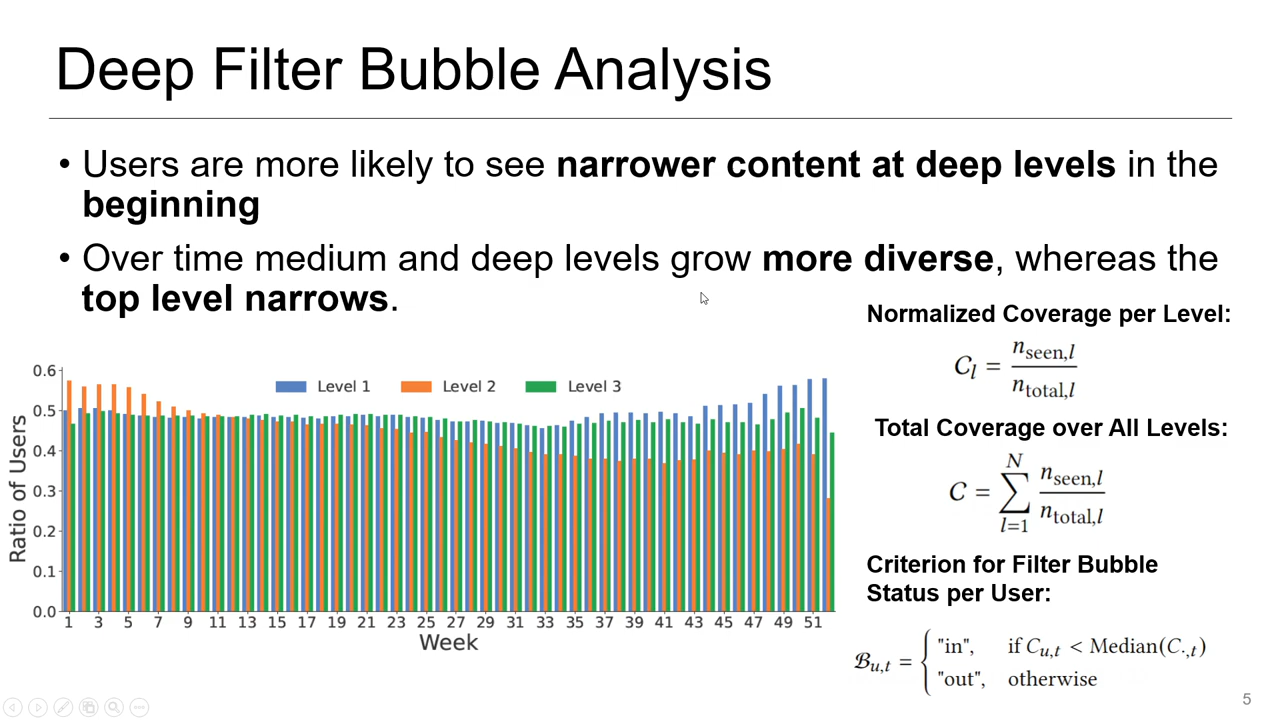 Deep Filter Bubble Analysis
• Users are more likely to see narrower content at deep levels in the
beginning
• Over time medium and deep levels grow more diverse, whereas the
top level narrows.
Normalized Coverage per Level:
C_l = n_seen,l / n_total,l
Total Coverage over All Levels:
C = ∑_{l=1}^{N} n_seen,l / n_total,l
Criterion for Filter Bubble
Status per User:
ℬ_u,t = { "in", if C_u,t < Median(C_·,t)
"out", otherwise
Level 1 Level 2 Level 3
Ratio of Users
0.6
0.5
0.4
0.3
0.2
0.1
0.0
1 3 5 7 9 11 13 15 17 19 21 23 25 27 29 31 33 35 37 39 41 43 45 47 49 51
Week
5